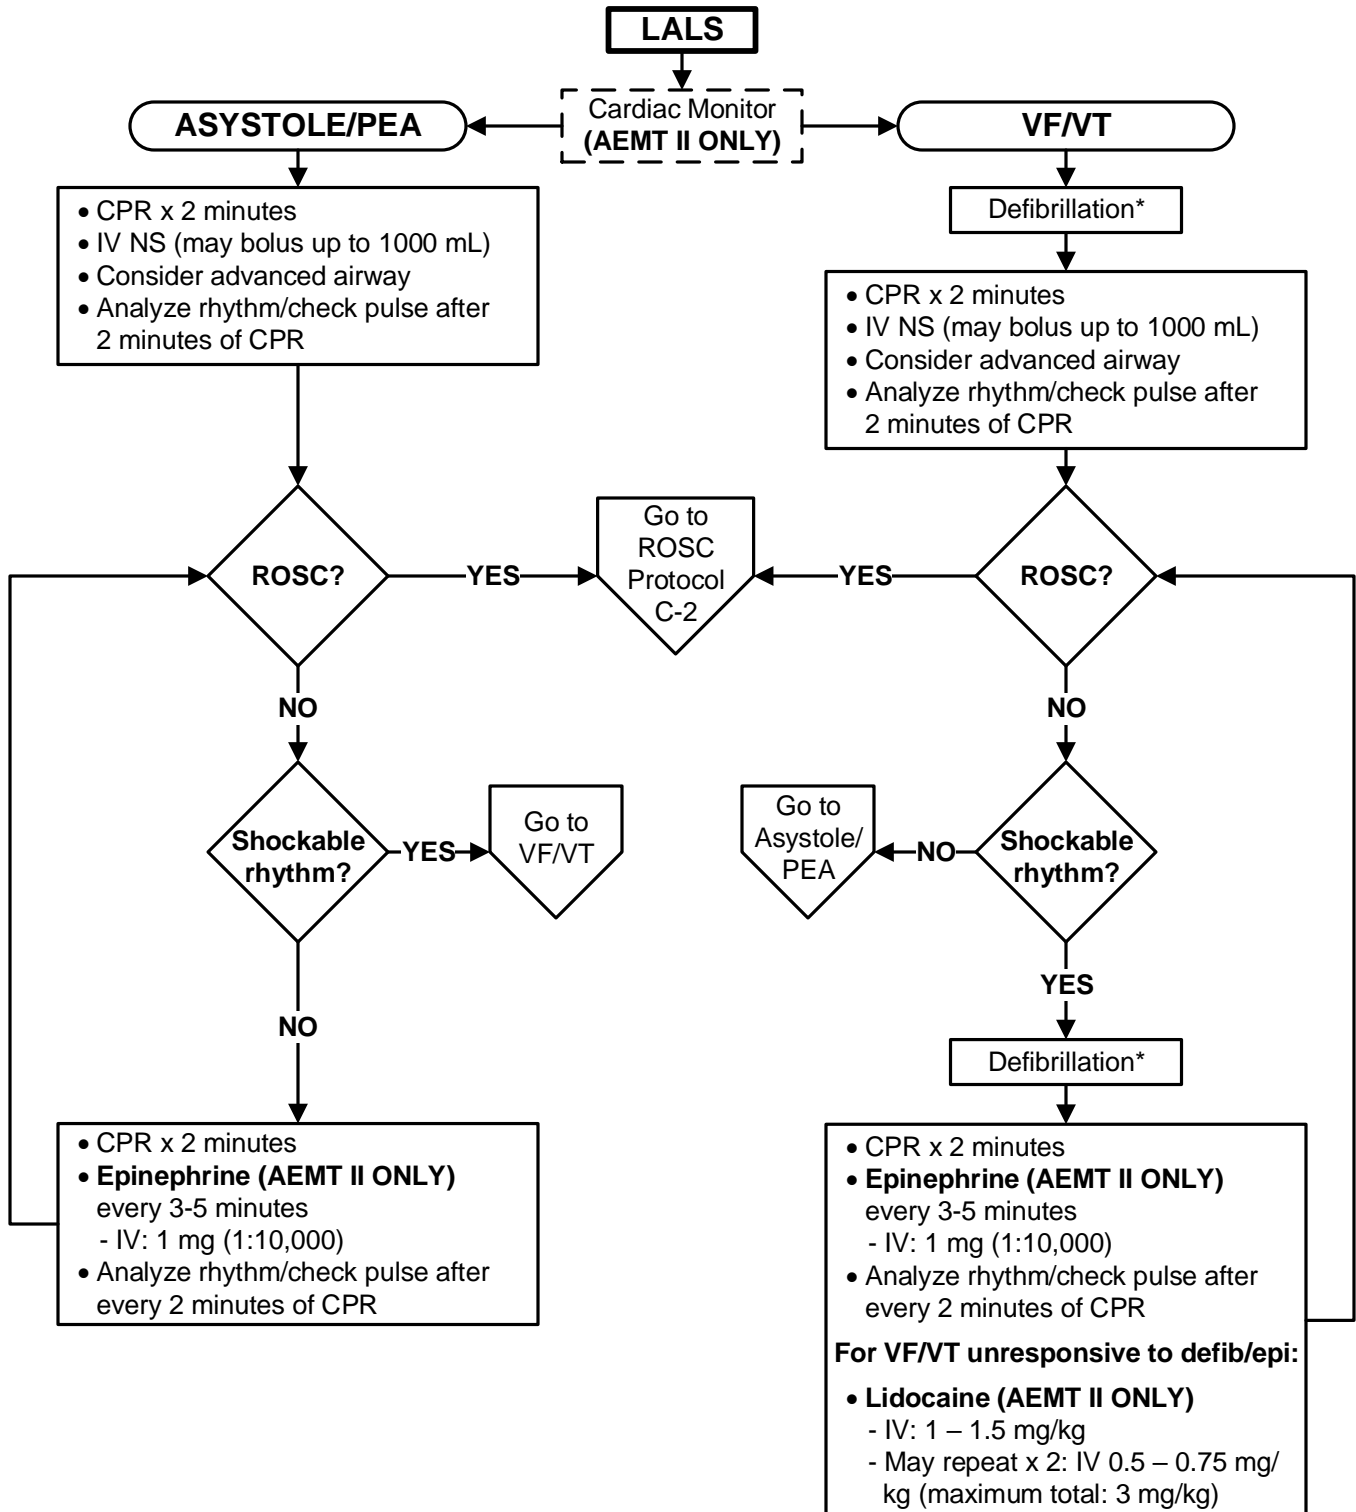 LALS
Cardiac Monitor
(AEMT II ONLY)
ASYSTOLE/PEA
VF/VT
• CPR x 2 minutes
• IV NS (may bolus up to 1000 mL)
• Consider advanced airway
• Analyze rhythm/check pulse after
2 minutes of CPR
Defibrillation*
• CPR x 2 minutes
• IV NS (may bolus up to 1000 mL)
• Consider advanced airway
• Analyze rhythm/check pulse after
2 minutes of CPR
ROSC?
YES
Go to
ROSC
Protocol
C-2
YES
ROSC?
NO
NO
Shockable
rhythm?
YES
Go to
VF/VT
Go to
Asystole/
PEA
NO
Shockable
rhythm?
NO
YES
Defibrillation*
• CPR x 2 minutes
• Epinephrine (AEMT II ONLY)
every 3-5 minutes
- IV: 1 mg (1:10,000)
• Analyze rhythm/check pulse after
every 2 minutes of CPR
• CPR x 2 minutes
• Epinephrine (AEMT II ONLY)
every 3-5 minutes
- IV: 1 mg (1:10,000)
• Analyze rhythm/check pulse after
every 2 minutes of CPR
For VF/VT unresponsive to defib/epi:
• Lidocaine (AEMT II ONLY)
- IV: 1 – 1.5 mg/kg
- May repeat x 2: IV 0.5 – 0.75 mg/
kg (maximum total: 3 mg/kg)